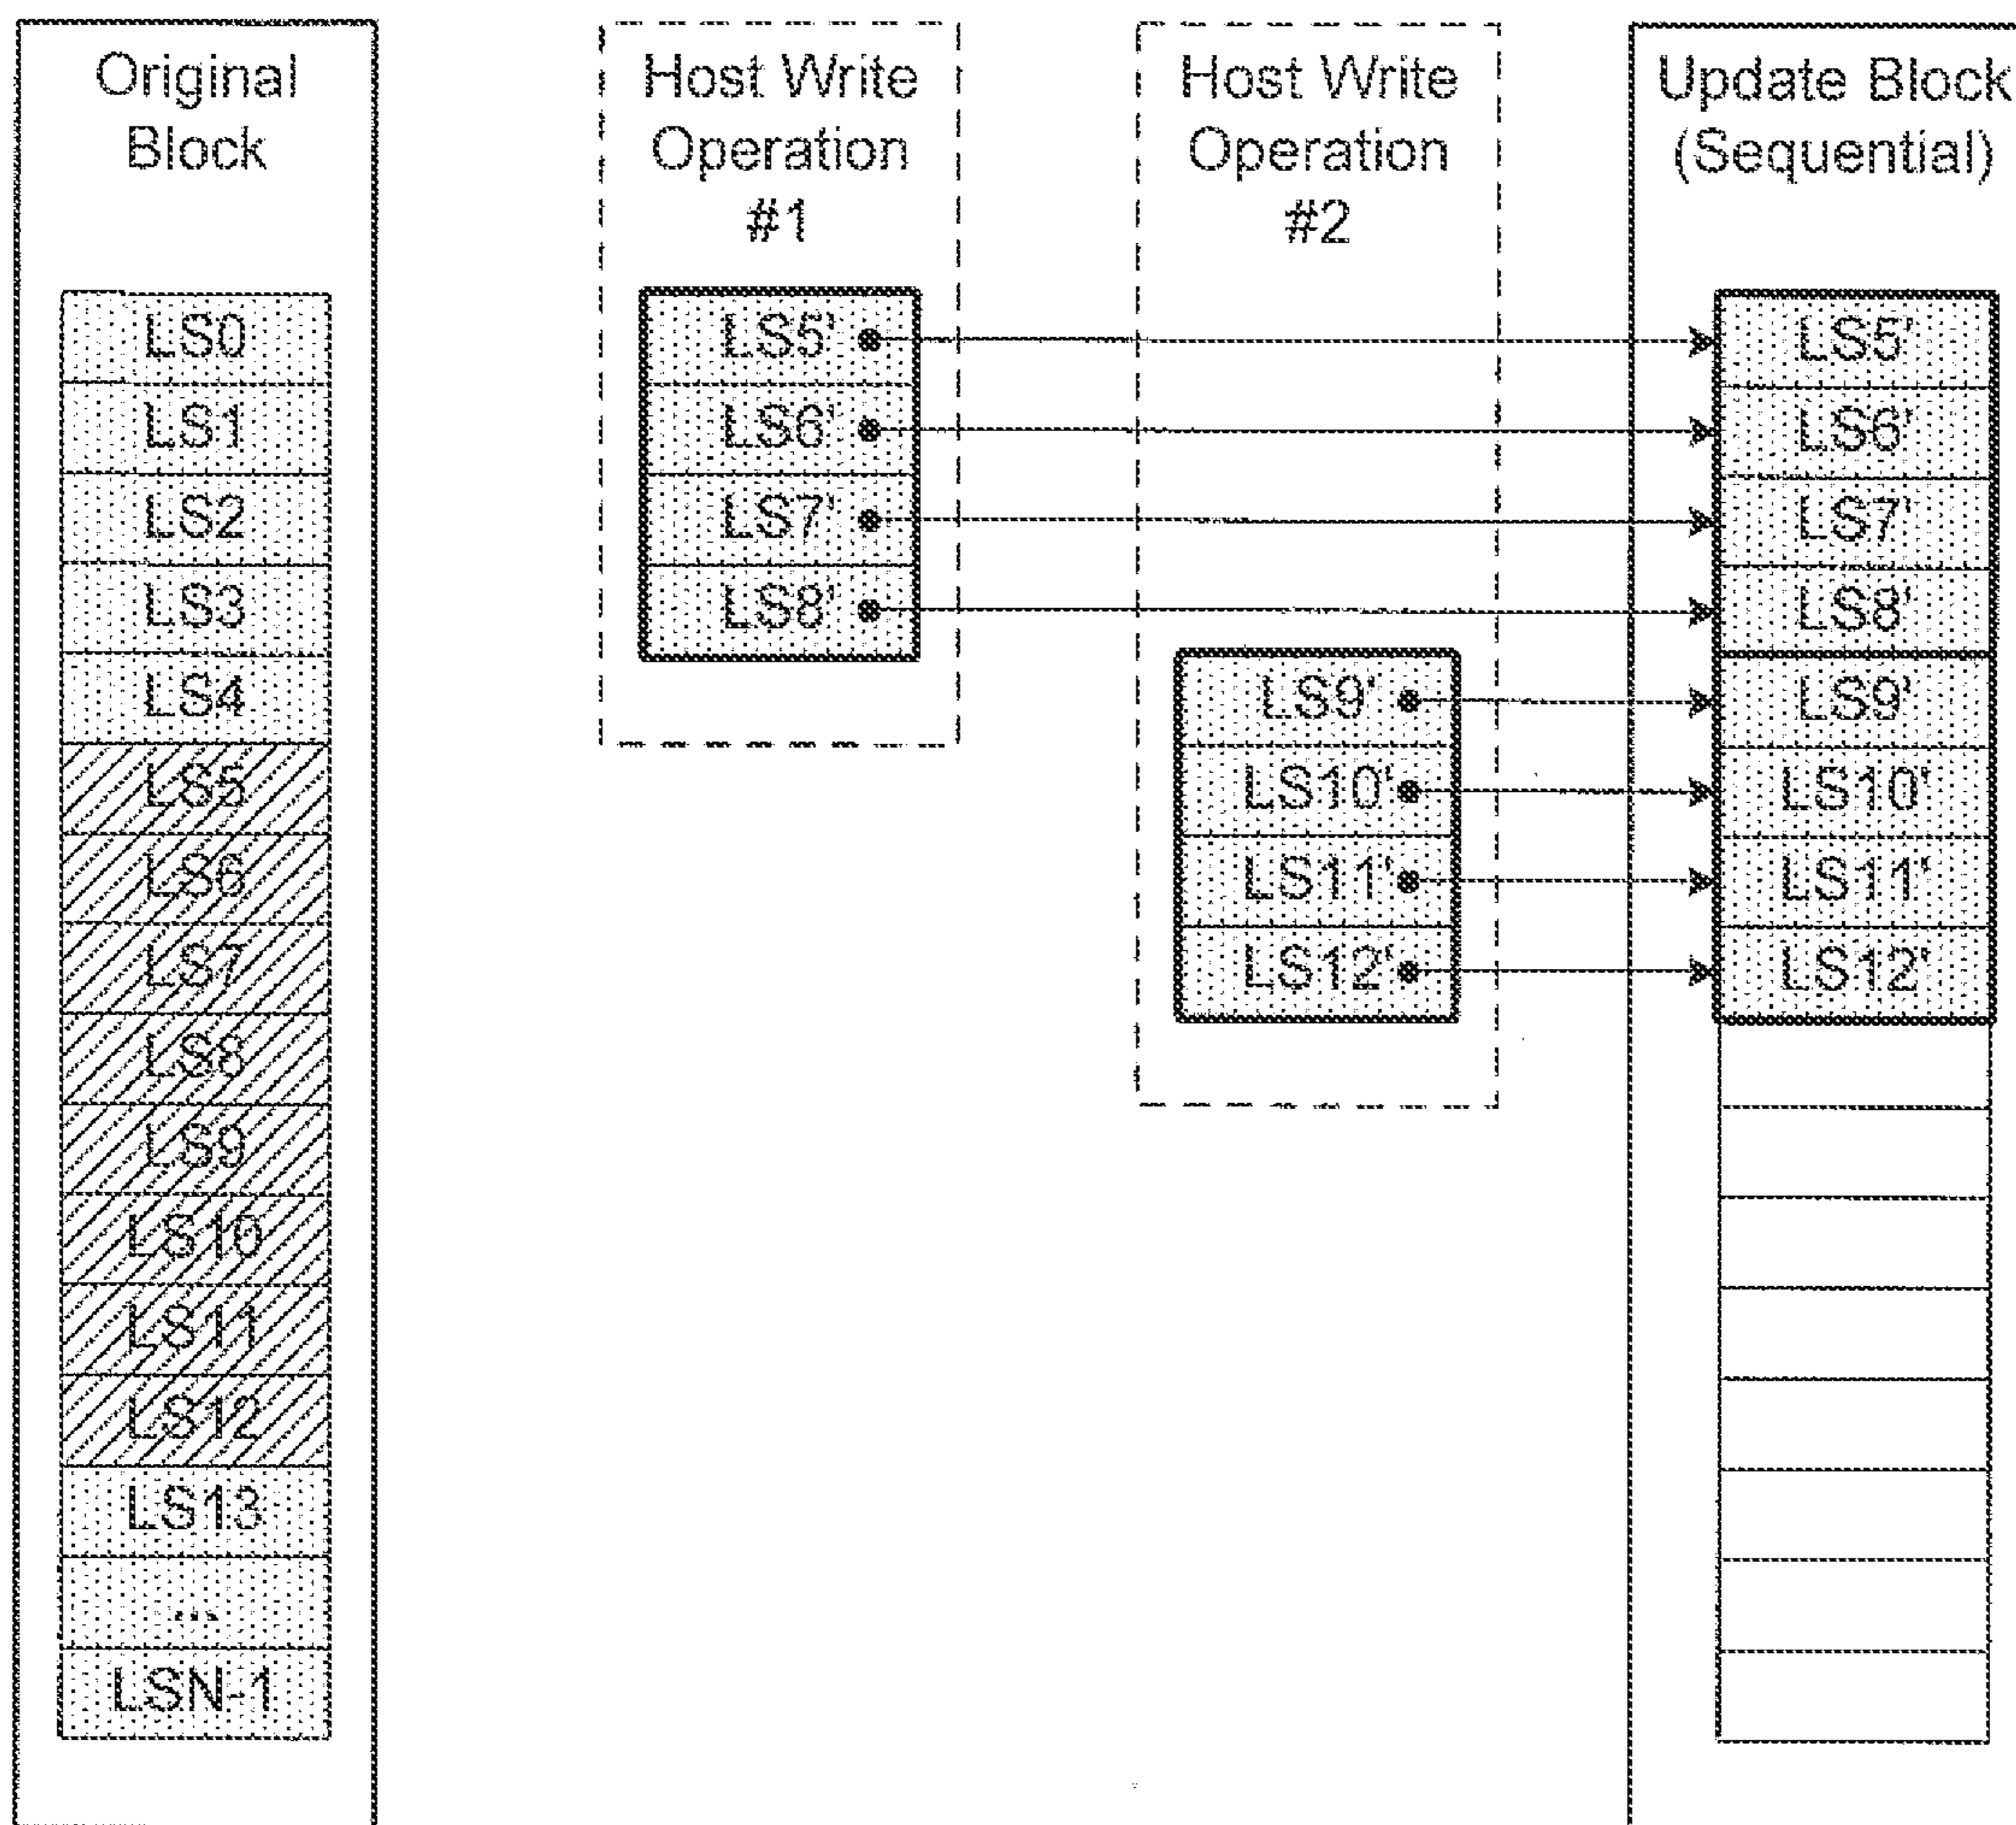 Original
Block
LS0
LS1
LS2
LS3
LS4
LS5
LS6
LS7
LS8
LS9
LS10
LS11
LS12
LS13
...
LSN-1
Host Write
Operation
#1
LS5'
LS6'
LS7'
LS8'
Host Write
Operation
#2
LS9'
LS10'
LS11'
LS12'
Update Block
(Sequential)
LS5'
LS6'
LS7'
LS8'
LS9'
LS10'
LS11'
LS12'